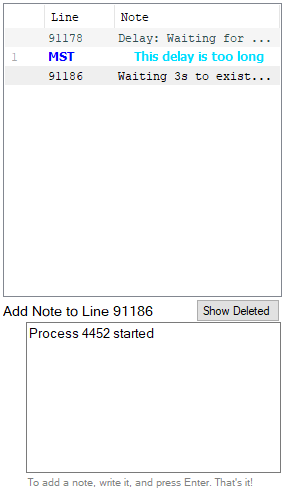 Line Note
91178 Delay: Waiting for ...
1 MST This delay is too long
91186 Waiting 3s to exist...
Add Note to Line 91186 Show Deleted
Process 4452 started
To add a note, write it, and press Enter. That's it!